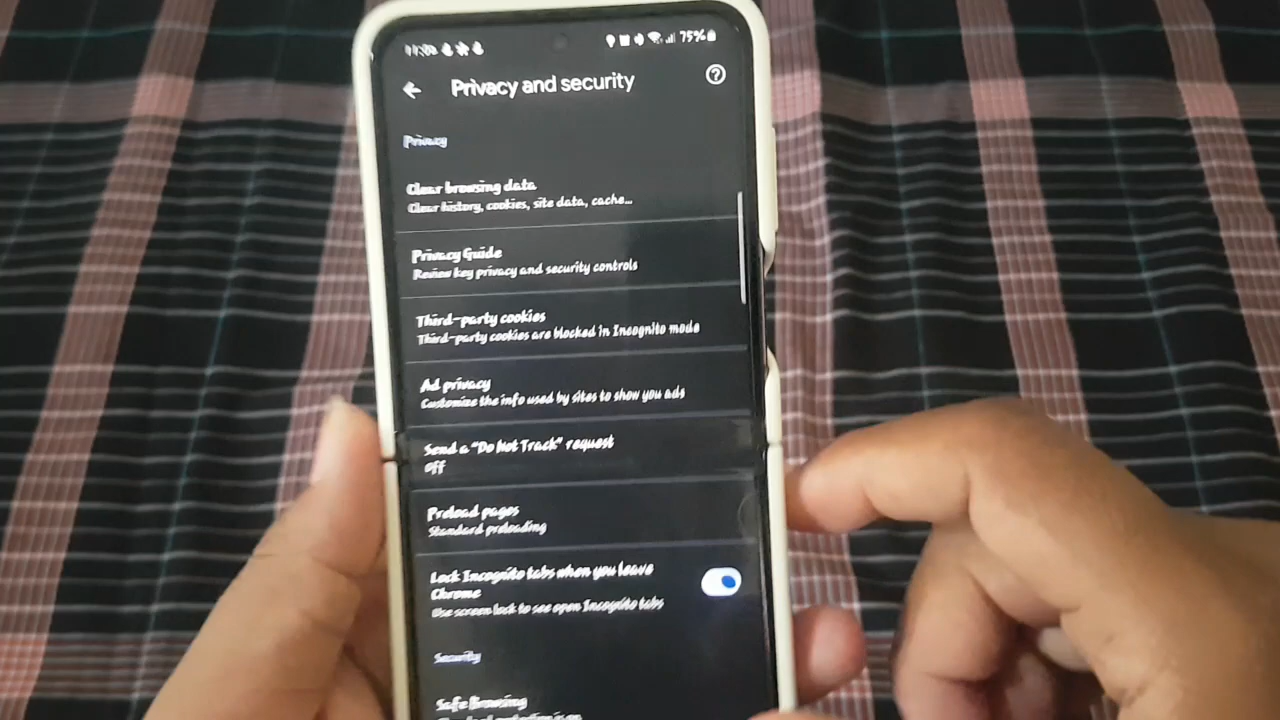 75%
Privacy and security
Privacy
Clear browsing data
Clear history, cookies, site data, cache...
Privacy Guide
Review key privacy and security controls
Third-party cookies
Third-party cookies are blocked in Incognito mode
Ad privacy
Customize the info used by sites to show you ads
Send a "Do Not Track" request
Off
Preload pages
Standard preloading
Lock Incognito tabs when you leave
Chrome
Use screen lock to see open Incognito tabs
Security
Safe Browsing